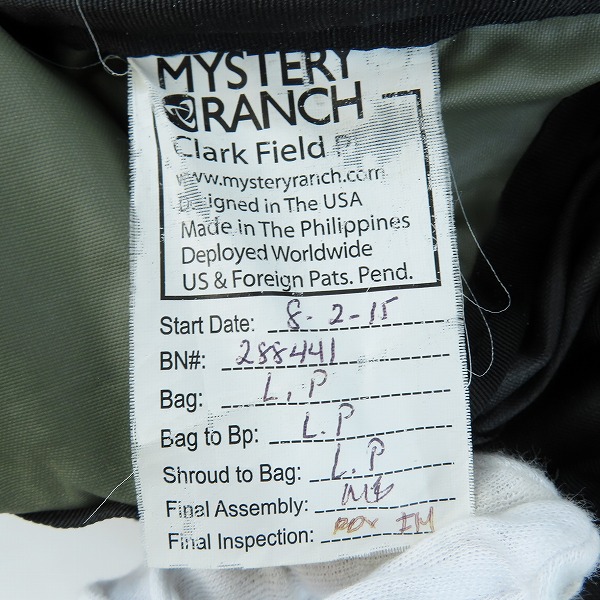 MYSTERY
RANCH
Clark Field
www.mysteryranch.com
Designed in The USA
Made in The Philippines
Deployed Worldwide
US & Foreign Pats. Pend.
Start Date: 8-2-15
BN#: 288441
Bag: L.P
Bag to Bp: L.P
Shroud to Bag: L.P
Final Assembly:
Final Inspection: IM